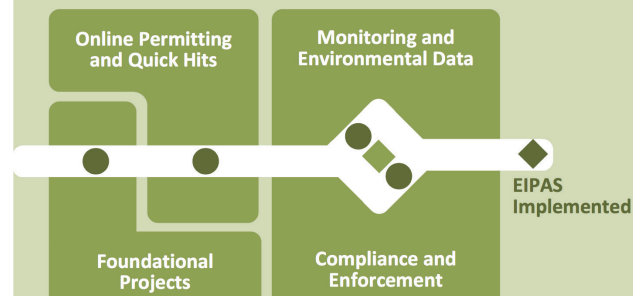 Online Permitting
and Quick Hits
Monitoring and
Environmental Data
EIPAS
Implemented
Foundational
Projects
Compliance and
Enforcement